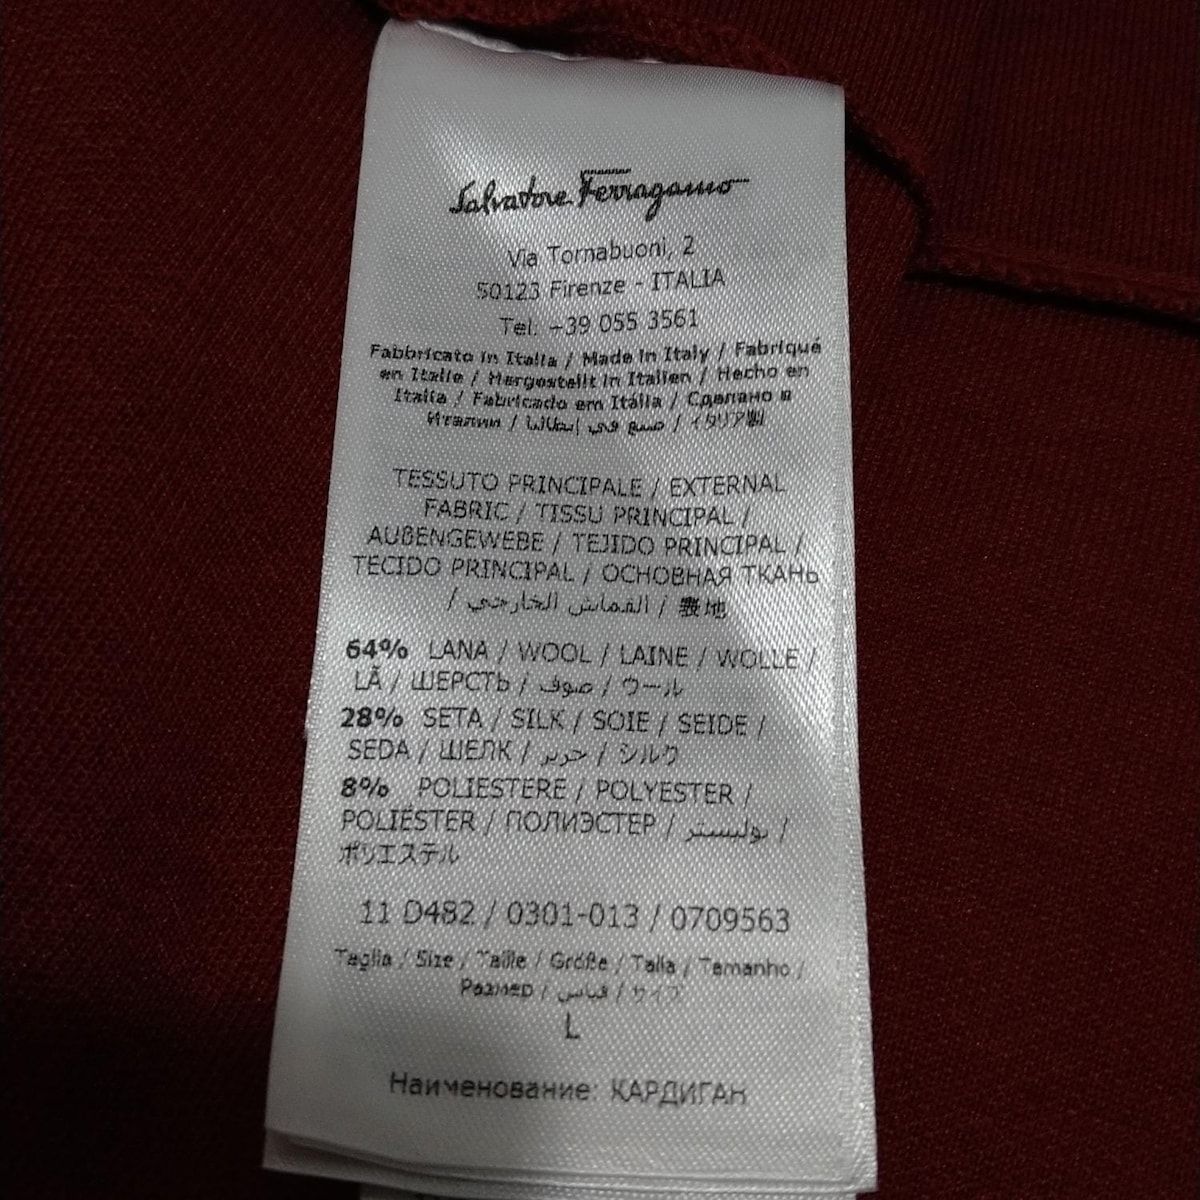 Salvatore Ferragamo
Via Tornabuoni, 2
50123 Firenze - ITALIA
Tel: +39 055 3561
Fabbricato in Italia / Made in Italy / Fabriqué
en Italie / Hergestellt in Italien / Hecho en
Italia / Fabricado em Itália / Сделано в
Италии / صنع في إيطاليا / イタリア製
TESSUTO PRINCIPALE / EXTERNAL
FABRIC / TISSU PRINCIPAL /
AUßENGEWEBE / TEJIDO PRINCIPAL /
TECIDO PRINCIPAL / ОСНОВНАЯ ТКАНЬ
/ القماش الخارجي / 表地
64% LANA / WOOL / LAINE / WOLLE /
LÃ / ШЕРСТЬ / صوف / ウール
28% SETA / SILK / SOIE / SEIDE /
SEDA / ШЕЛК / حرير / シルク
8% POLIESTERE / POLYESTER /
POLIÉSTER / ПОЛИЭСТЕР / بوليستر /
ポリエステル
11 D482 / 0301-013 / 0709563
Taglia / Size / Taille / Größe / Talla / Tamanho /
Размер / قياس / サイズ
L
Наименование: КАРДИГАН